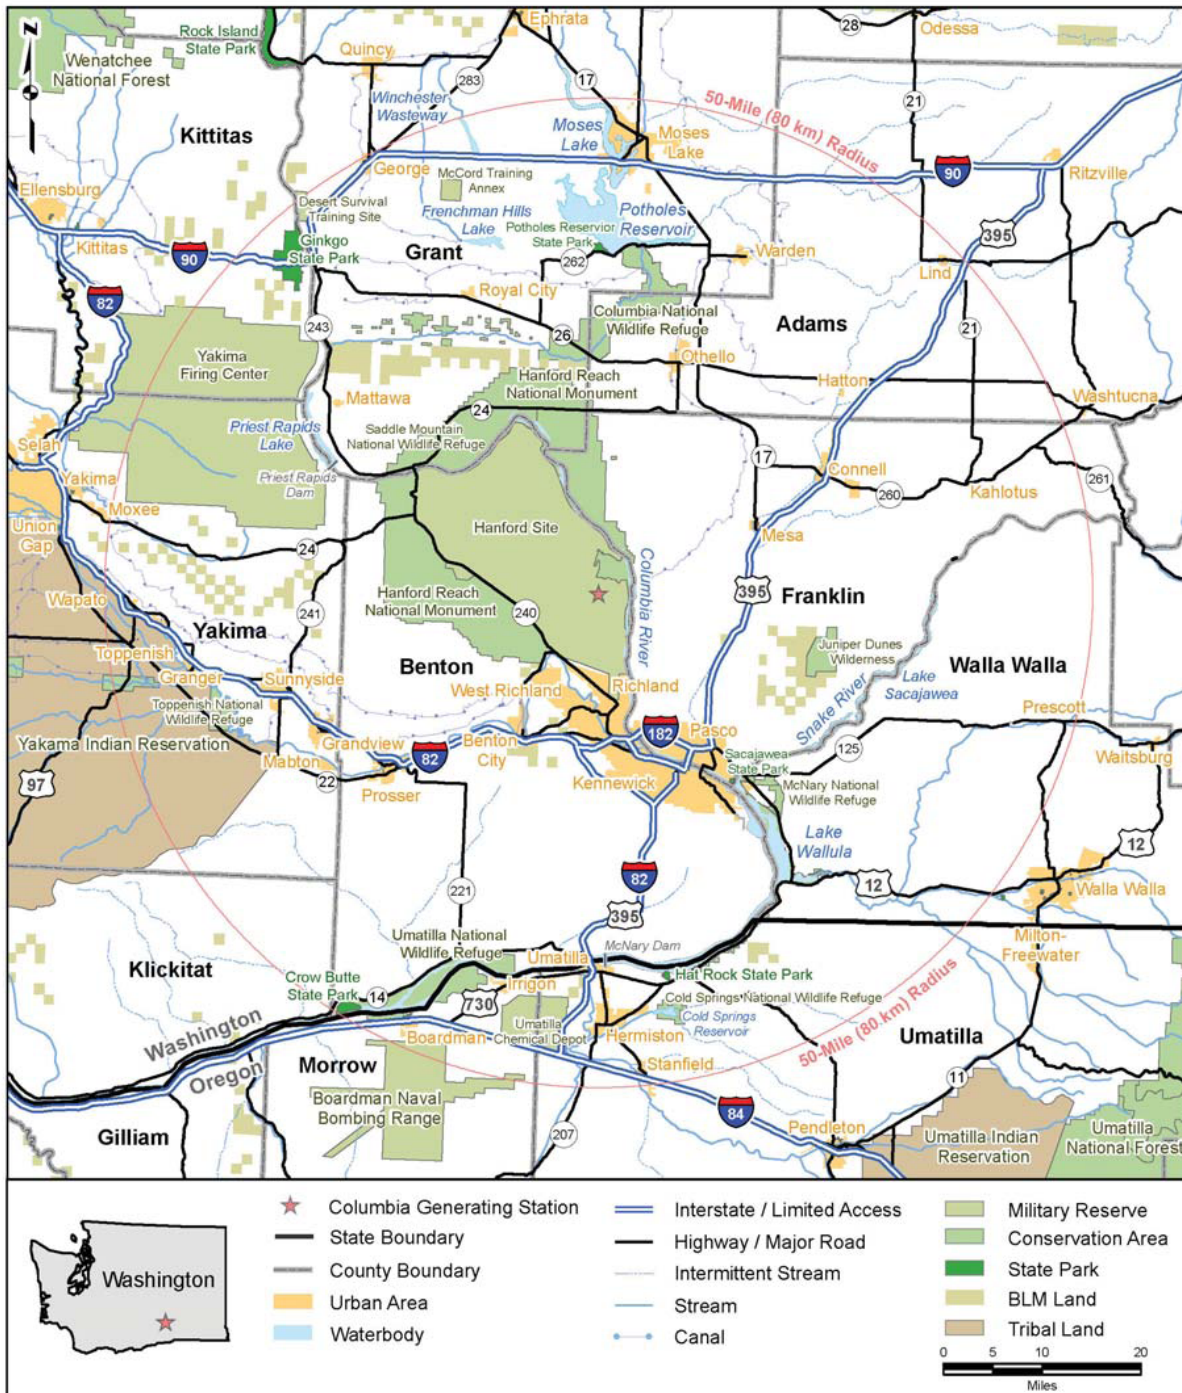 Ephrata
28
Odessa
Rock Island
State Park
Quincy
Wenatchee
National Forest
283
17
21
Winchester
Wasteway
50-Mile (80 km) Radius
Kittitas
Moses
Lake
Moses
Lake
George
90
Ritzville
McCord Training
Annex
Ellensburg
Desert Survival
Training Site
Frenchman Hills
Lake
Potholes
Reservoir
Potholes Reservior
State Park
395
Kittitas
90
Ginkgo
State Park
Grant
262
Warden
Lind
82
Royal City
Columbia National
Wildlife Refuge
243
26
Adams
21
Yakima
Firing Center
Othello
Hanford Reach
National Monument
Hatton
Mattawa
24
Washtucna
Priest Rapids
Lake
Saddle Mountain
National Wildlife Refuge
Selah
17
Connell
Priest Rapids
Dam
Yakima
260
Kahlotus
261
Moxee
Hanford Site
Union
Gap
Mesa
24
Columbia River
Wapato
Hanford Reach
National Monument
395
Franklin
241
240
Yakima
Juniper Dunes
Wilderness
Toppenish
Benton
Walla Walla
Granger
Sunnyside
West Richland
Richland
Lake
Sacajawea
Snake River
Toppenish National
Wildlife Refuge
Prescott
Yakama Indian Reservation
Grandview
82
Benton
City
182
Pasco
125
Waitsburg
Mabton
Sacajawea
State Park
97
22
Prosser
Kennewick
McNary National
Wildlife Refuge
Lake
Wallula
12
82
12
Walla Walla
221
395
Umatilla National
Wildlife Refuge
McNary Dam
Milton-
Freewater
Klickitat
Umatilla
Crow Butte
State Park
14
Hat Rock State Park
Irrigon
730
Cold Springs National Wildlife Refuge
50-Mile (80 km) Radius
Washington
Cold Springs
Reservoir
Boardman
Umatilla
Chemical Depot
Hermiston
Umatilla
Oregon
Morrow
Stanfield
11
Boardman Naval
Bombing Range
84
Gilliam
207
Pendleton
Umatilla Indian
Reservation
Umatilla
National Forest
N
Washington
Columbia Generating Station
State Boundary
County Boundary
Urban Area
Waterbody
Interstate / Limited Access
Highway / Major Road
Intermittent Stream
Stream
Canal
Military Reserve
Conservation Area
State Park
BLM Land
Tribal Land
0 5 10 20
Miles